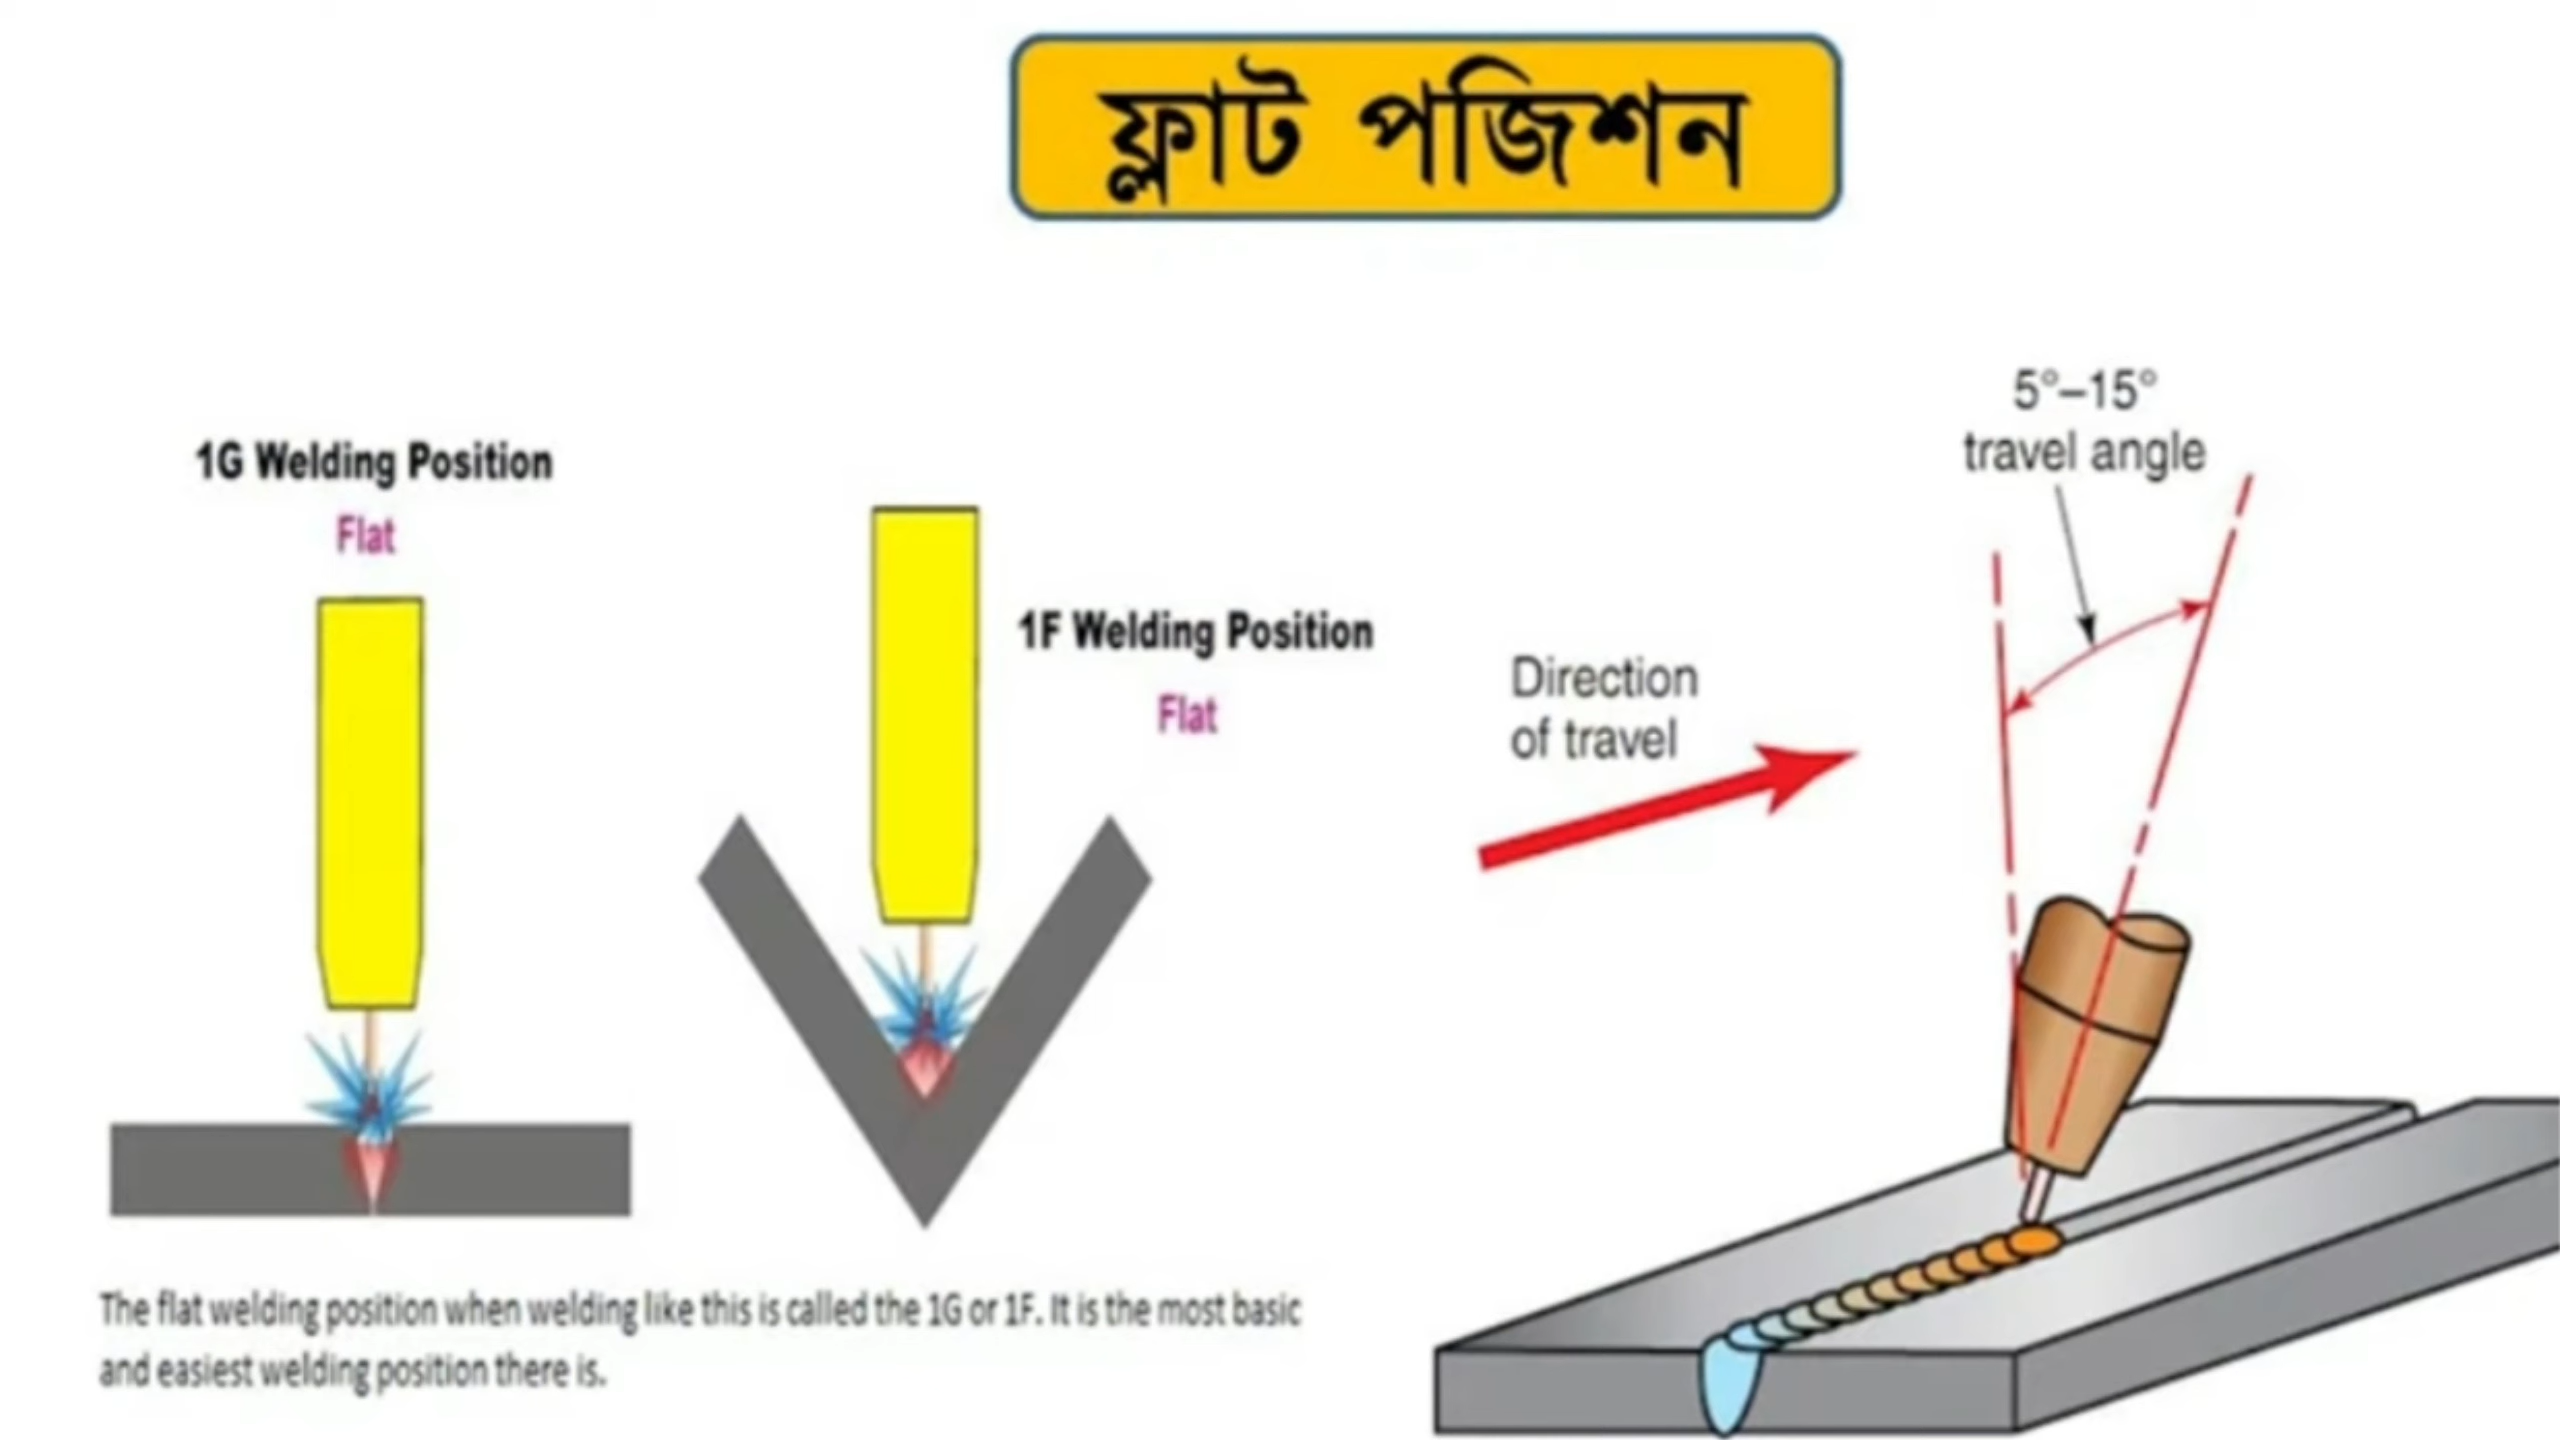 ফ্লাট পজিশন
1G Welding Position
Flat
1F Welding Position
Flat
The flat welding position when welding like this is called the 1G or 1F. It is the most basic
and easiest welding position there is.
5°–15°
travel angle
Direction
of travel